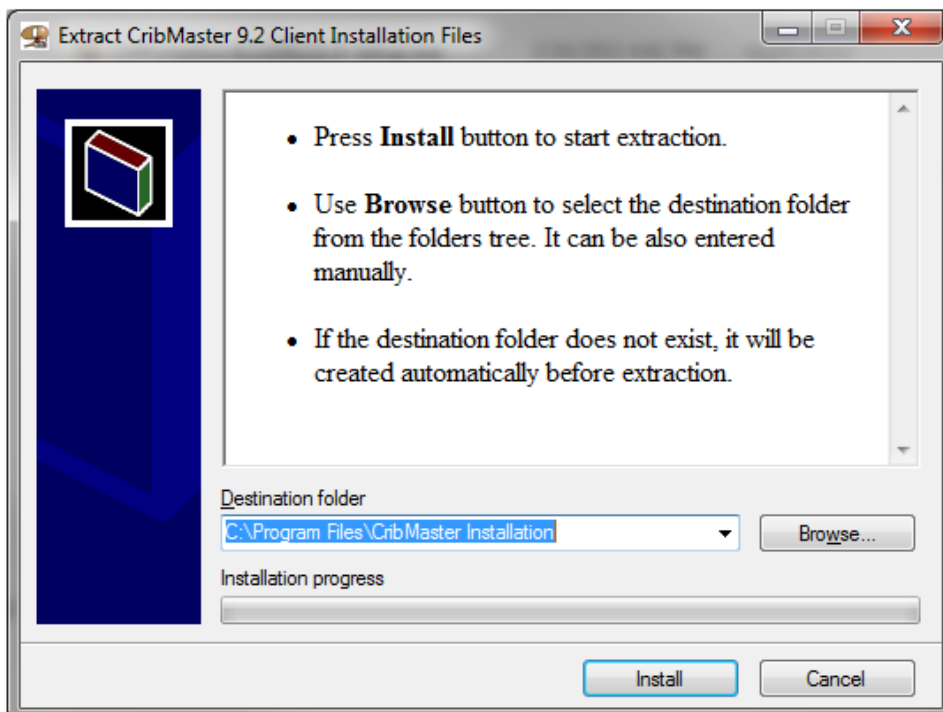 Extract CribMaster 9.2 Client Installation Files
• Press Install button to start extraction.
• Use Browse button to select the destination folder
from the folders tree. It can be also entered
manually.
• If the destination folder does not exist, it will be
created automatically before extraction.
Destination folder
C:\Program Files\CribMaster Installation
Browse...
Installation progress
Install
Cancel